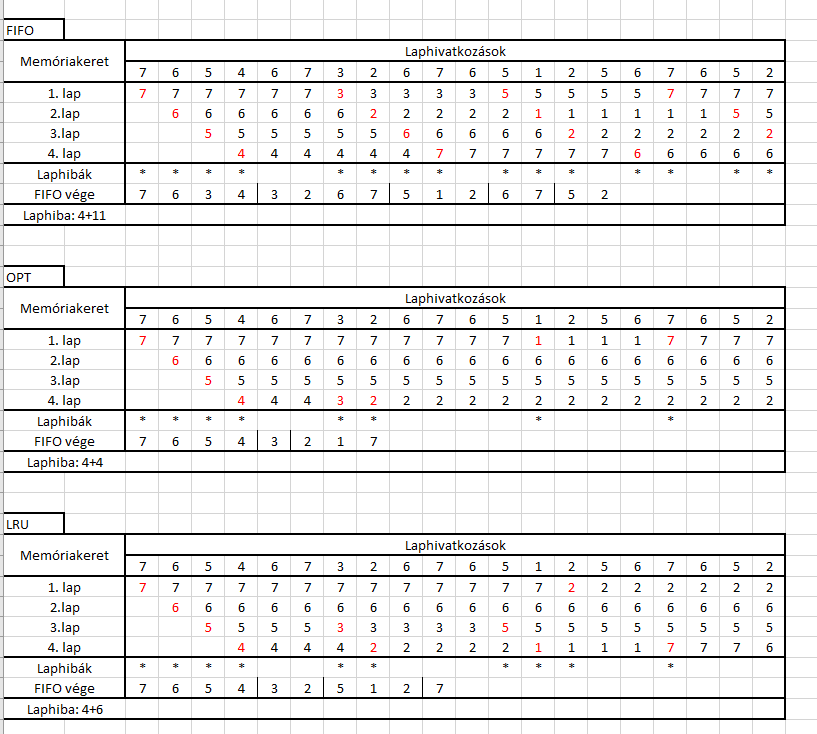 FIFO
Memóriakeret Laphivatkozások
7 6 5 4 6 7 3 2 6 7 6 5 1 2 5 6 7 6 5 2
1. lap 7 7 7 7 7 7 3 3 3 3 3 5 5 5 5 5 7 7 7 7
2.lap 6 6 6 6 6 6 2 2 2 2 2 1 1 1 1 1 1 5 5
3.lap 5 5 5 5 5 5 6 6 6 6 6 2 2 2 2 2 2 2
4. lap 4 4 4 4 4 4 7 7 7 7 7 7 6 6 6 6 6
Laphibák * * * * * * * * * * * * * * *
FIFO vége 7 6 3 4 3 2 6 7 5 1 2 6 7 5 2
Laphiba: 4+11
OPT
Memóriakeret Laphivatkozások
7 6 5 4 6 7 3 2 6 7 6 5 1 2 5 6 7 6 5 2
1. lap 7 7 7 7 7 7 7 7 7 7 7 7 1 1 1 1 7 7 7 7
2.lap 6 6 6 6 6 6 6 6 6 6 6 6 6 6 6 6 6 6 6
3.lap 5 5 5 5 5 5 5 5 5 5 5 5 5 5 5 5 5 5
4. lap 4 4 4 3 2 2 2 2 2 2 2 2 2 2 2 2 2
Laphibák * * * * * * * *
FIFO vége 7 6 5 4 3 2 1 7
Laphiba: 4+4
LRU
Memóriakeret Laphivatkozások
7 6 5 4 6 7 3 2 6 7 6 5 1 2 5 6 7 6 5 2
1. lap 7 7 7 7 7 7 7 7 7 7 7 7 7 2 2 2 2 2 2 2
2.lap 6 6 6 6 6 6 6 6 6 6 6 6 6 6 6 6 6 6 6
3.lap 5 5 5 5 3 3 3 3 3 5 5 5 5 5 5 5 5 5
4. lap 4 4 4 4 2 2 2 2 2 1 1 1 1 7 7 7 6
Laphibák * * * * * * * * * *
FIFO vége 7 6 5 4 3 2 5 1 2 7
Laphiba: 4+6